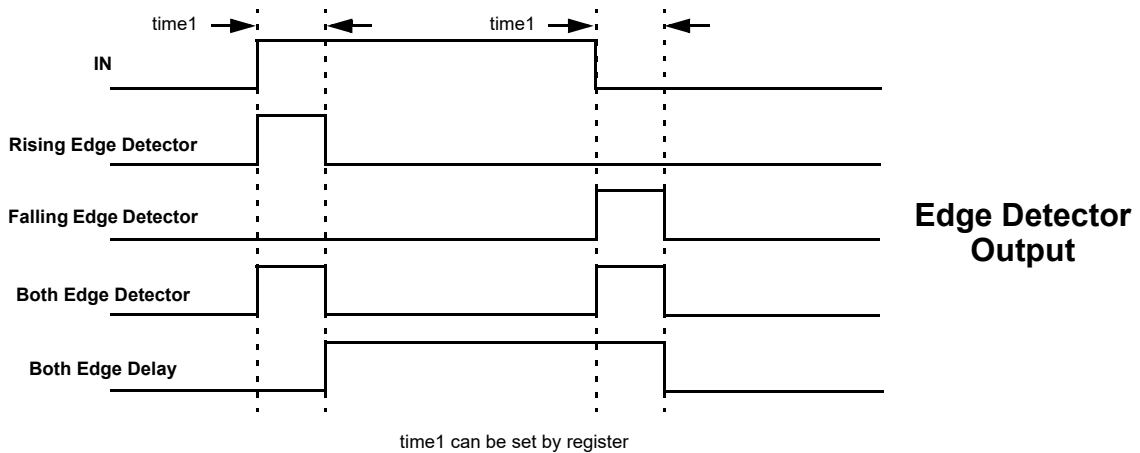 time1
time1
IN
Rising Edge Detector
Falling Edge Detector
Edge Detector
Output
Both Edge Detector
Both Edge Delay
time1 can be set by register